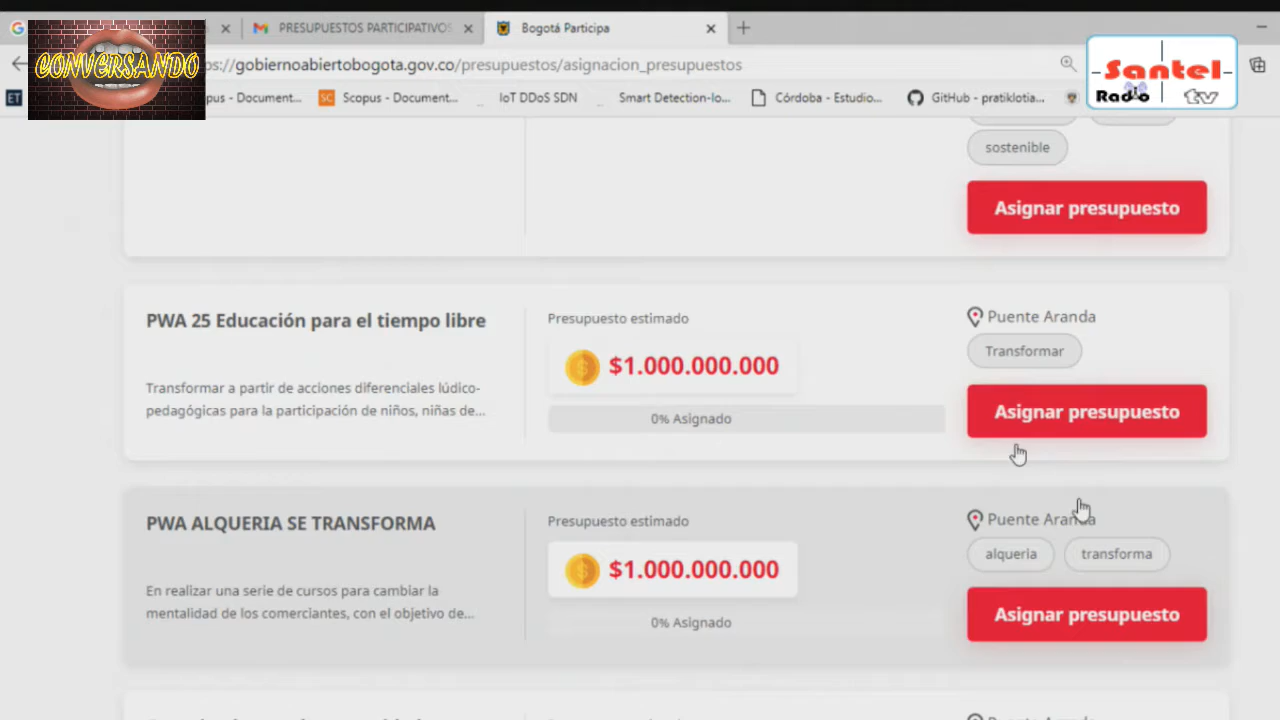 PRESUPUESTOS PARTICIPATIVOS
Bogotá Participa
CONVERSANDO
gobiernoabiertobogota.gov.co/presupuestos/asignacion_presupuestos
-Santel-
Radio tv
ET
pus - Document...
SC Scopus - Document...
IoT DDoS SDN
Smart Detection-Io...
Córdoba - Estudio...
GitHub - pratiklotia...
sostenible
Asignar presupuesto
PWA 25 Educación para el tiempo libre
Presupuesto estimado
Puente Aranda
$1.000.000.000
Transformar
Transformar a partir de acciones diferenciales lúdico-
pedagógicas para la participación de niños, niñas de...
0% Asignado
Asignar presupuesto
PWA ALQUERIA SE TRANSFORMA
Presupuesto estimado
Puente Aranda
$1.000.000.000
alqueria
transforma
En realizar una serie de cursos para cambiar la
mentalidad de los comerciantes, con el objetivo de...
0% Asignado
Asignar presupuesto